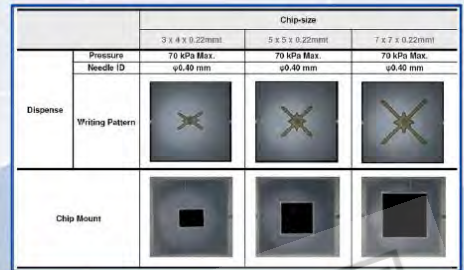 Chip-size
3 x 4 x 0.22mmt
5 x 5 x 0.22mmt
7 x 7 x 0.22mmt
Dispense
Pressure
70 kPa Max.
70 kPa Max.
70 kPa Max.
Needle ID
φ0.40 mm
φ0.40 mm
φ0.40 mm
Writing Pattern
Chip Mount